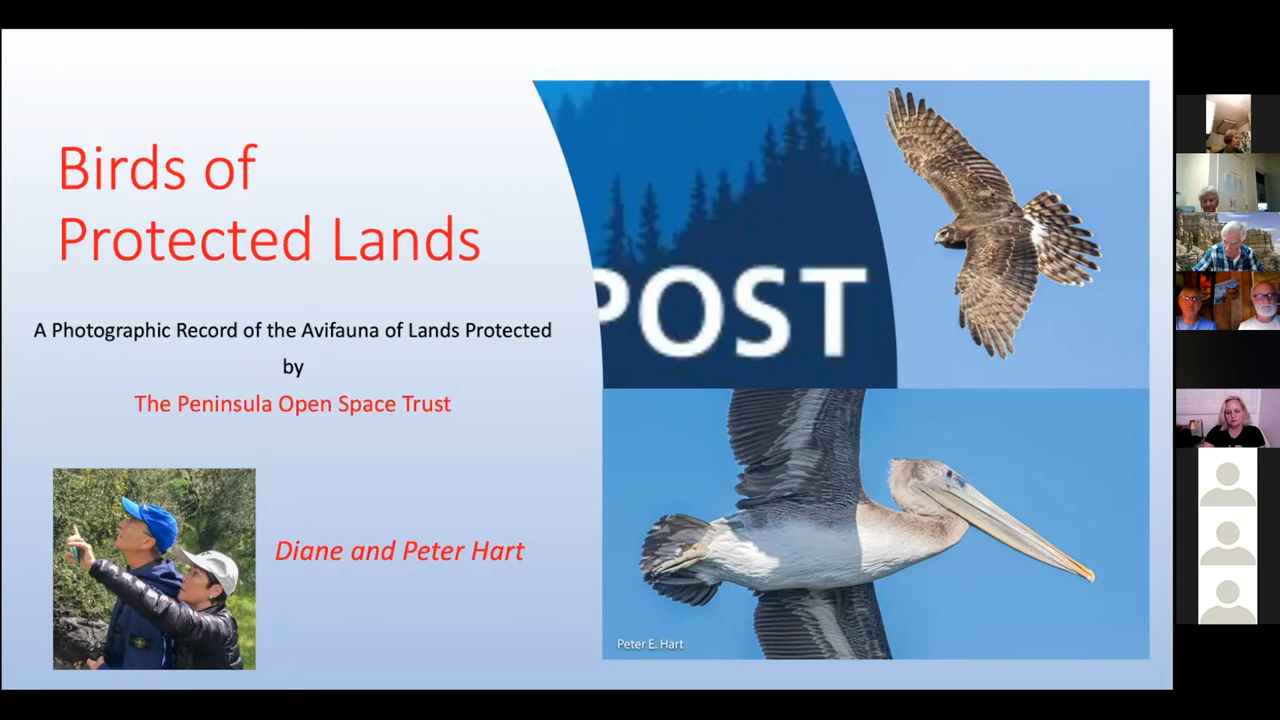 Birds of
Protected Lands
A Photographic Record of the Avifauna of Lands Protected
by
The Peninsula Open Space Trust
Diane and Peter Hart
POST
Peter E. Hart